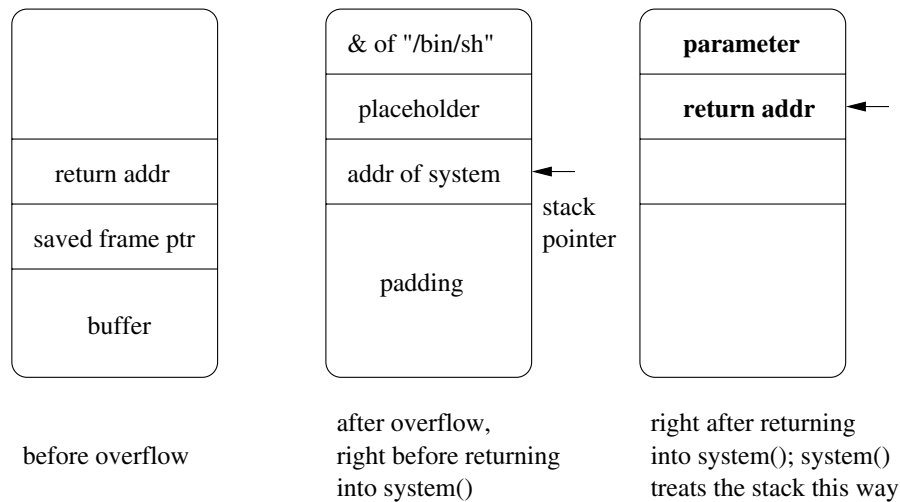 return addr
saved frame ptr
buffer
before overflow
& of "/bin/sh"
placeholder
addr of system
stack
pointer
padding
after overflow,
right before returning
into system()
parameter
return addr
right after returning
into system(); system()
treats the stack this way